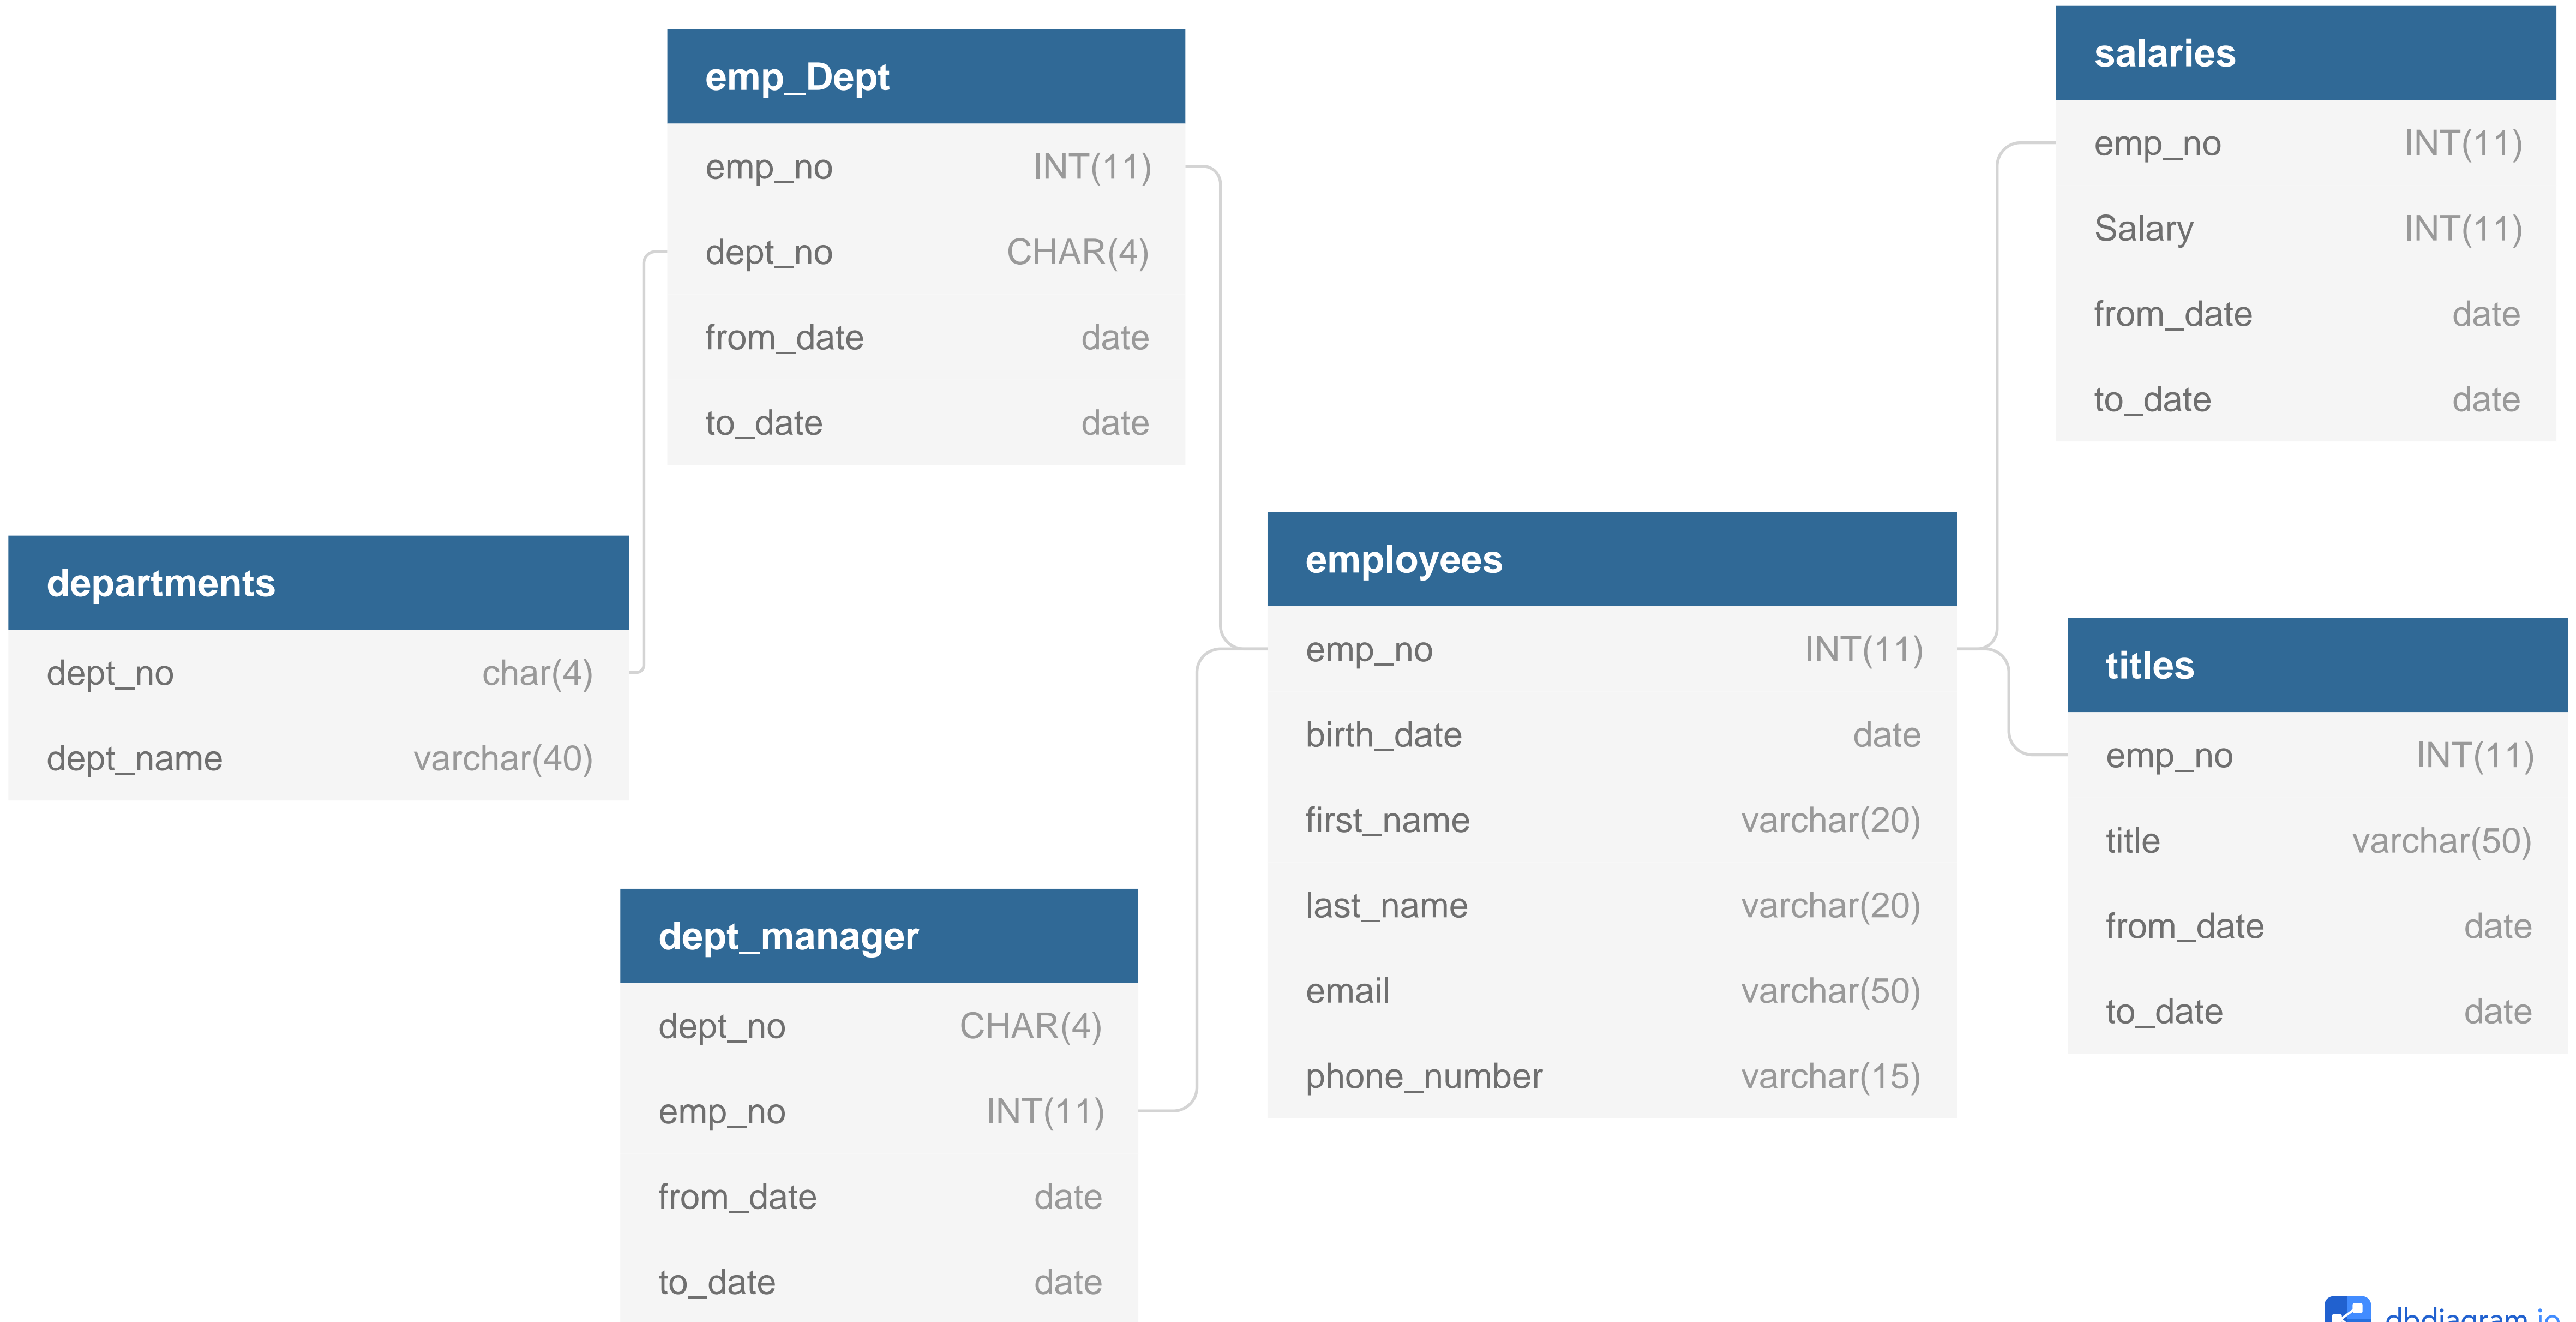 emp_Dept
emp_no INT(11)
dept_no CHAR(4)
from_date date
to_date date
salaries
emp_no INT(11)
Salary INT(11)
from_date date
to_date date
departments
dept_no char(4)
dept_name varchar(40)
employees
emp_no INT(11)
birth_date date
first_name varchar(20)
last_name varchar(20)
email varchar(50)
phone_number varchar(15)
titles
emp_no INT(11)
title varchar(50)
from_date date
to_date date
dept_manager
dept_no CHAR(4)
emp_no INT(11)
from_date date
to_date date
dbdiagram.io